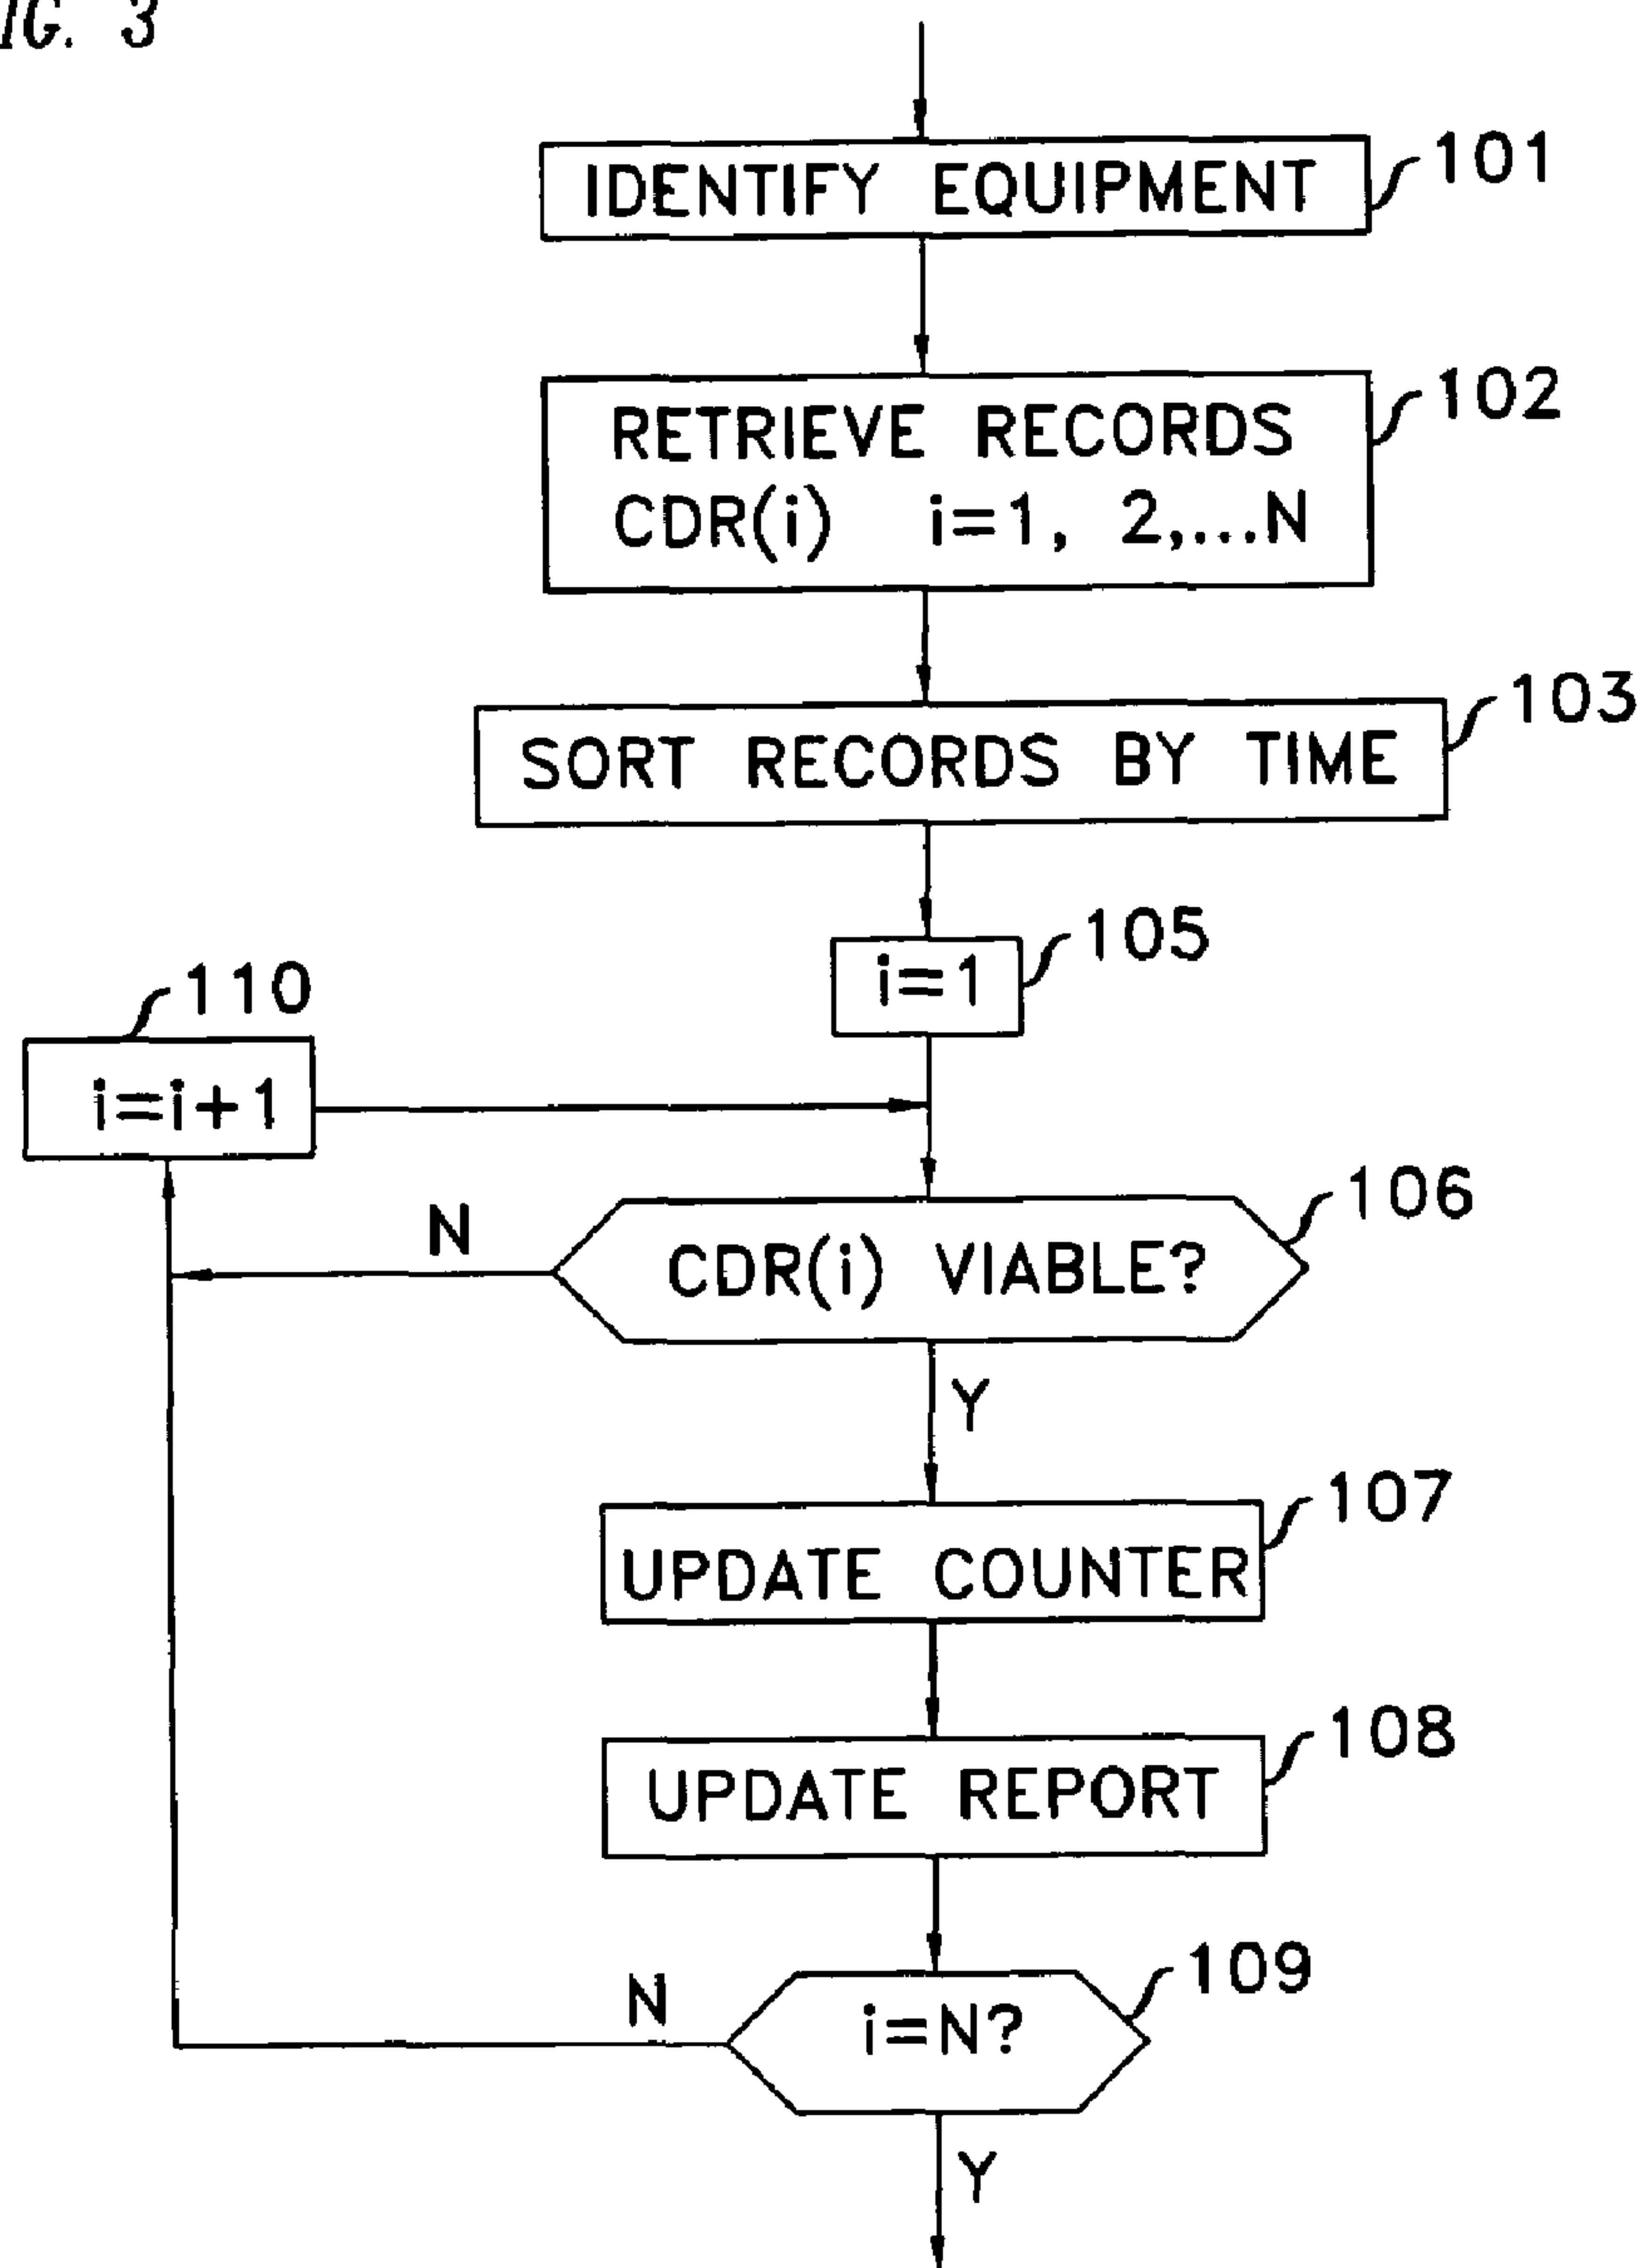 IG. 3
IDENTIFY EQUIPMENT 101
RETRIEVE RECORDS 102
CDR(i) i=1, 2,...N
SORT RECORDS BY TIME 103
i=1 105
110
i=i+1
CDR(i) VIABLE? 106
N
Y
UPDATE COUNTER 107
UPDATE REPORT 108
i=N? 109
N
Y